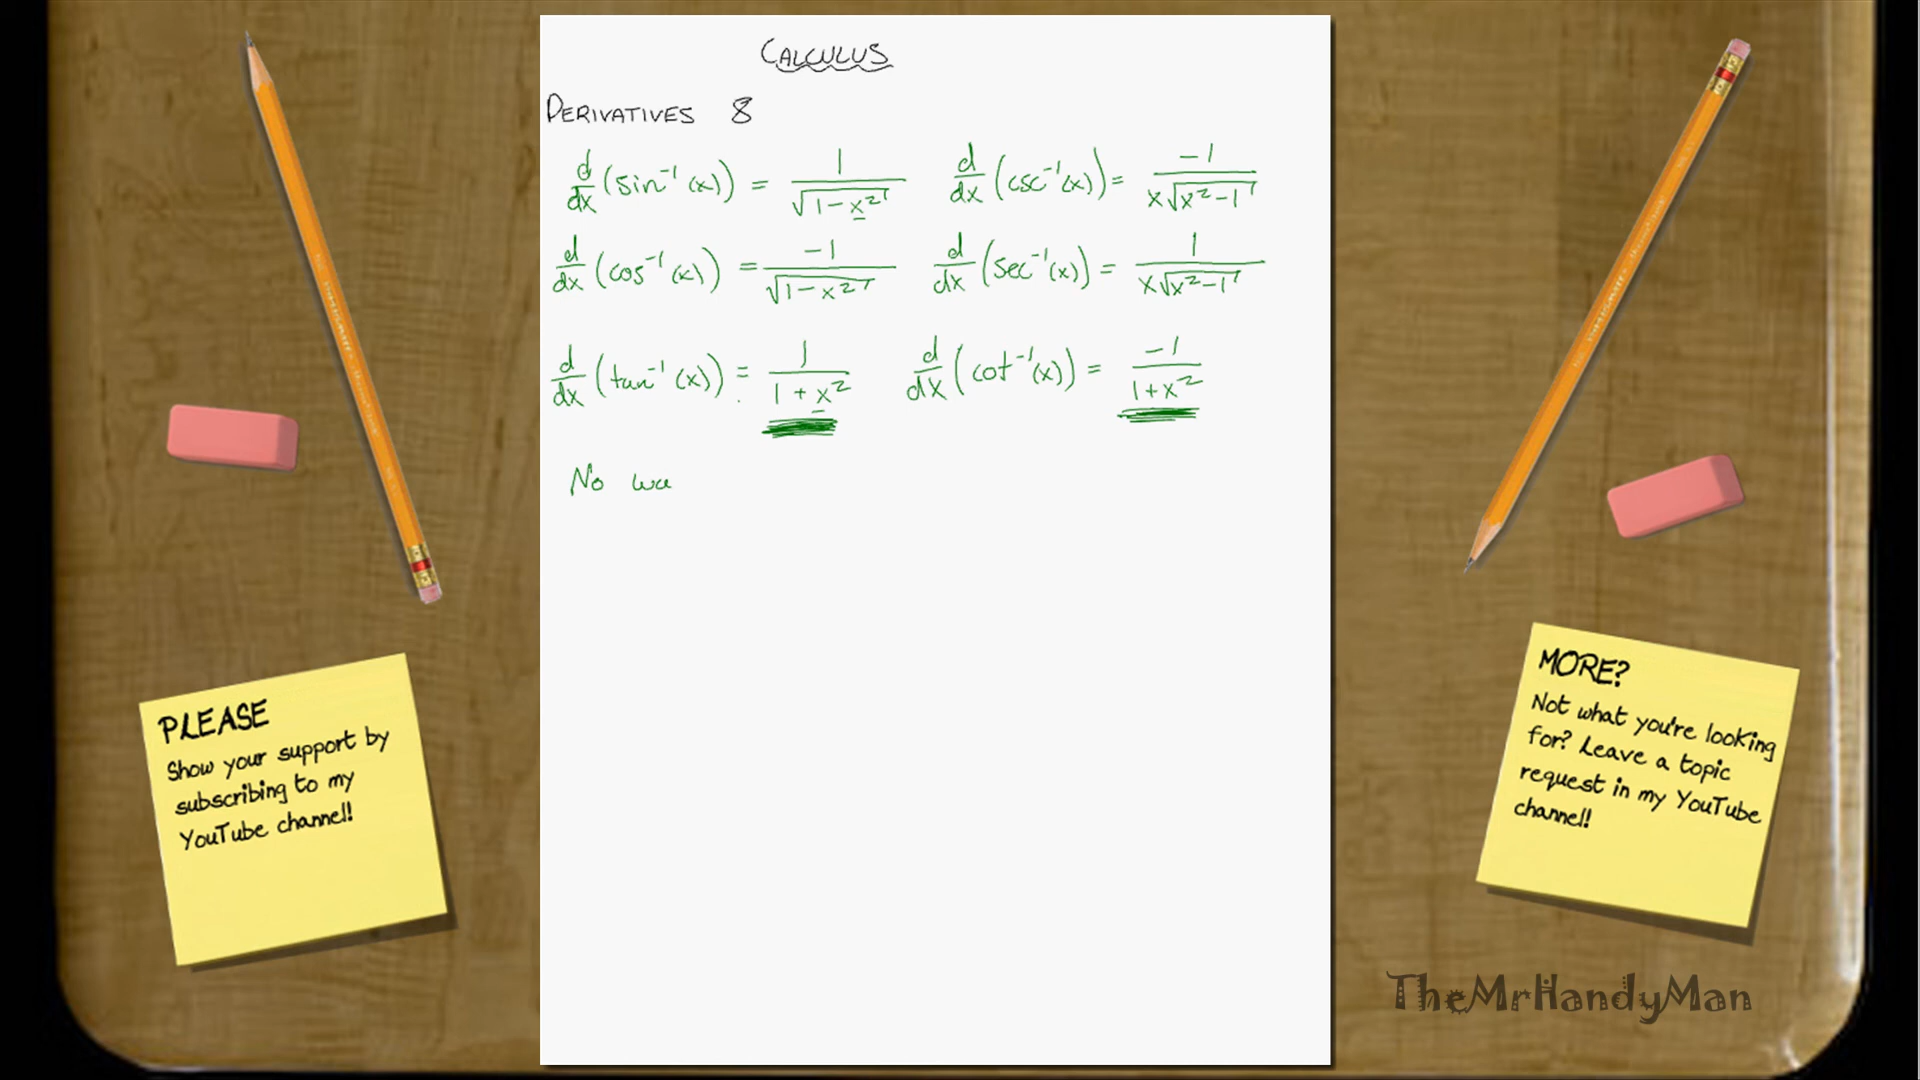 CALCULUS
DERIVATIVES 8
d/dx (sin⁻¹(x)) = 1/√(1-x²) d/dx (csc⁻¹(x)) = -1/x√(x²-1)
d/dx (cos⁻¹(x)) = -1/√(1-x²) d/dx (sec⁻¹(x)) = 1/x√(x²-1)
d/dx (tan⁻¹(x)) = 1/1+x² d/dx (cot⁻¹(x)) = -1/1+x²
No wa
PLEASE
Show your support by
subscribing to my
YouTube channel!
MORE?
Not what you're looking
for? Leave a topic
request in my YouTube
channel!
TheMrHandyMan